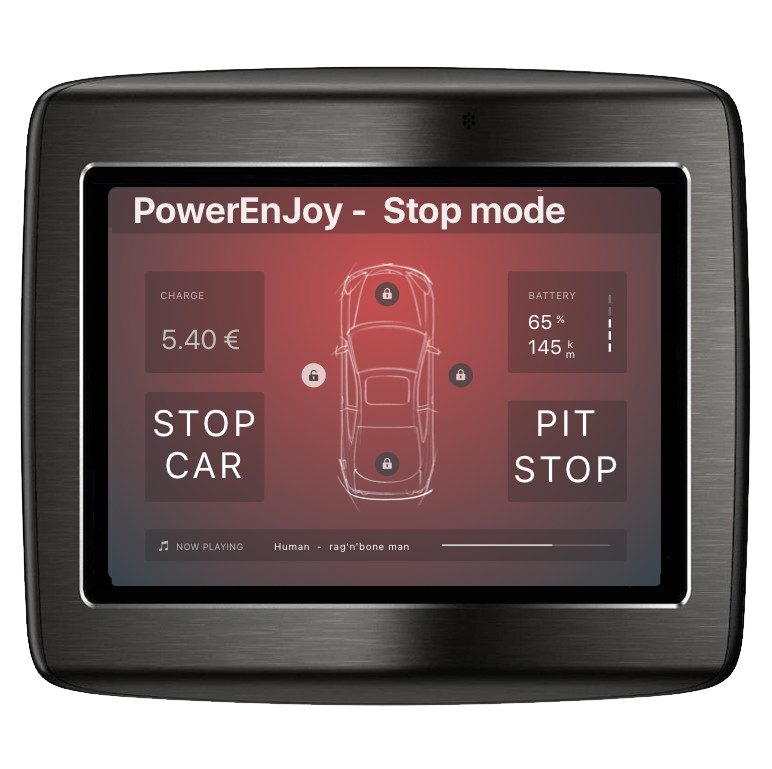 PowerEnJoy - Stop mode
CHARGE
5.40 €
BATTERY
65 %
145 km
STOP
CAR
PIT
STOP
NOW PLAYING Human - rag'n'bone man